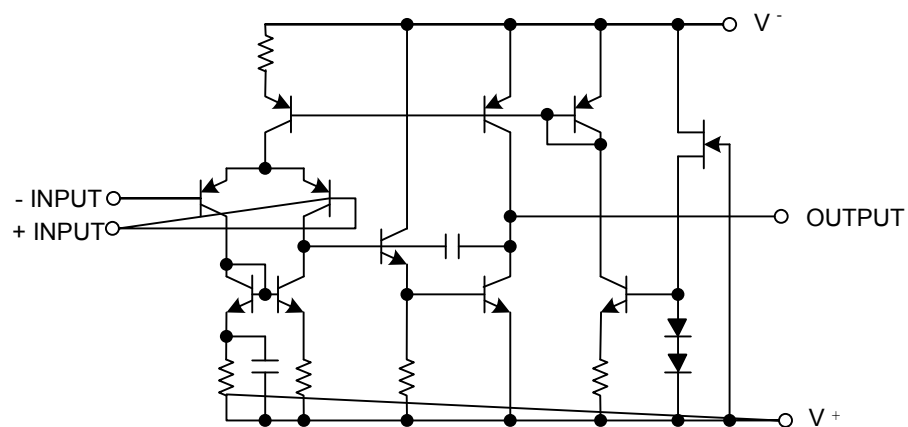 V -
- INPUT
+ INPUT
OUTPUT
V +